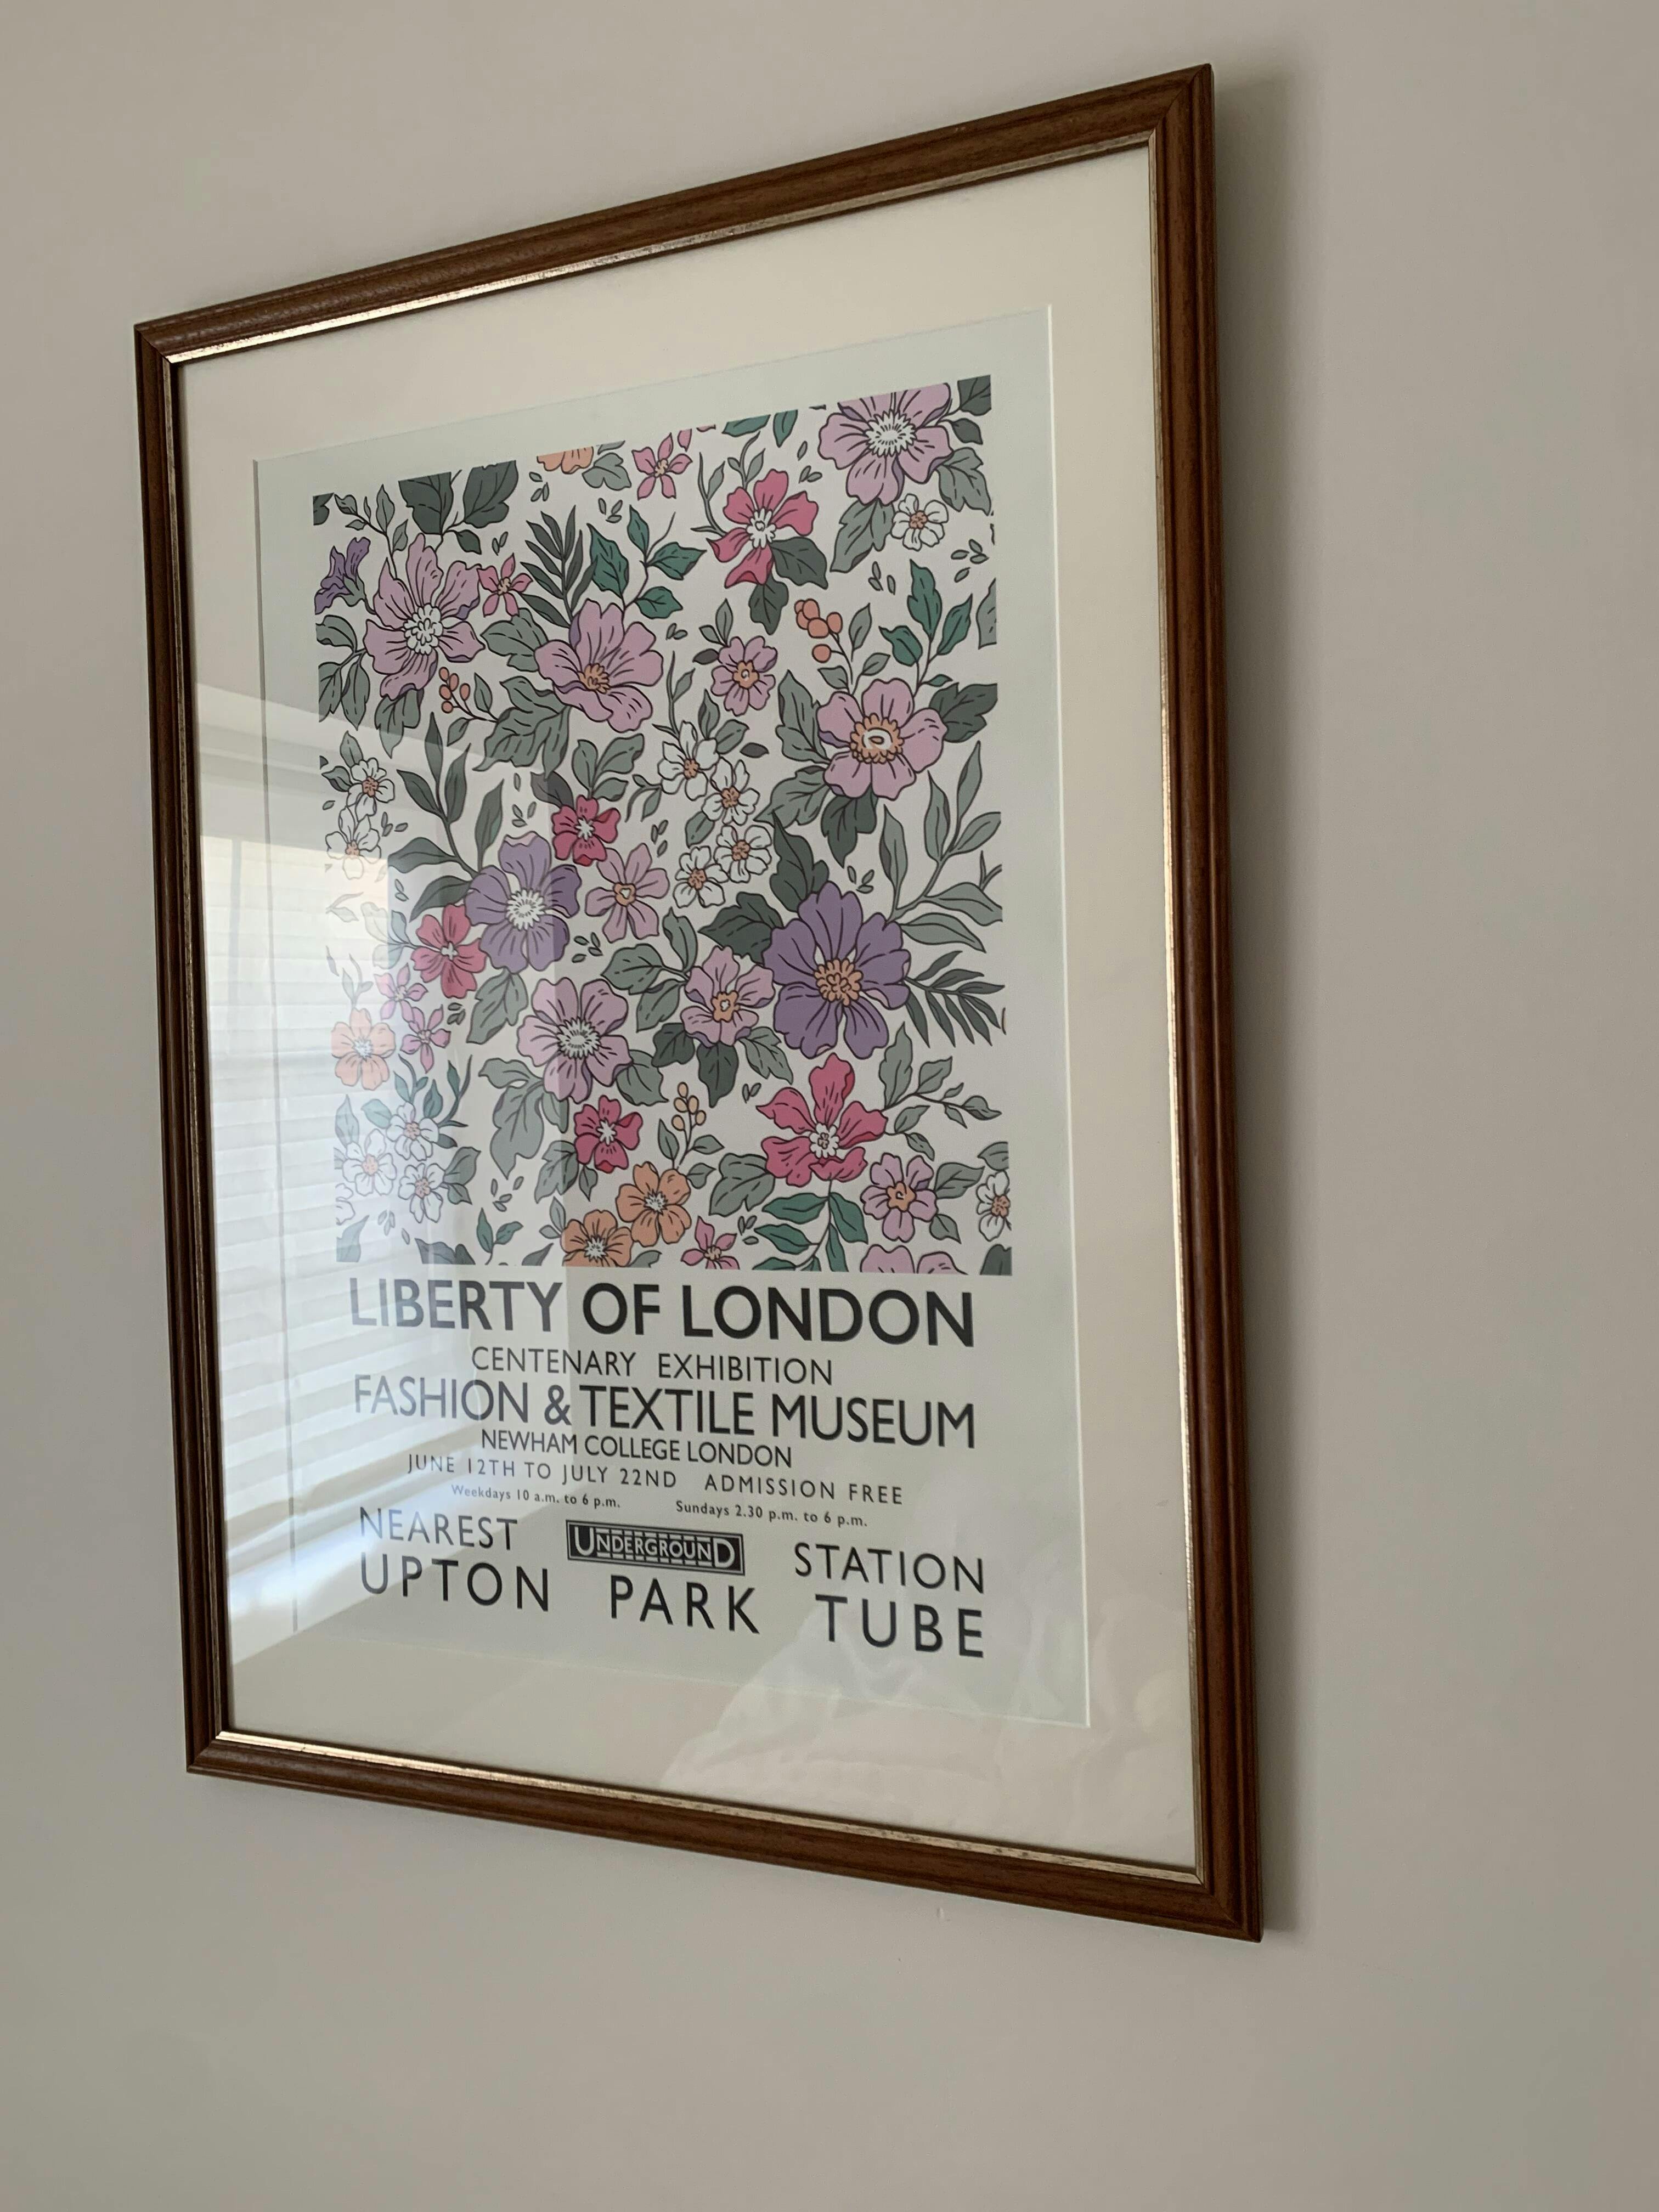 LIBERTY OF LONDON
CENTENARY EXHIBITION
FASHION & TEXTILE MUSEUM
NEWHAM COLLEGE LONDON
JUNE 12TH TO JULY 22ND ADMISSION FREE
Weekdays 10 a.m. to 6 p.m. Sundays 2.30 p.m. to 6 p.m.
NEAREST UNDERGROUND STATION
UPTON PARK TUBE